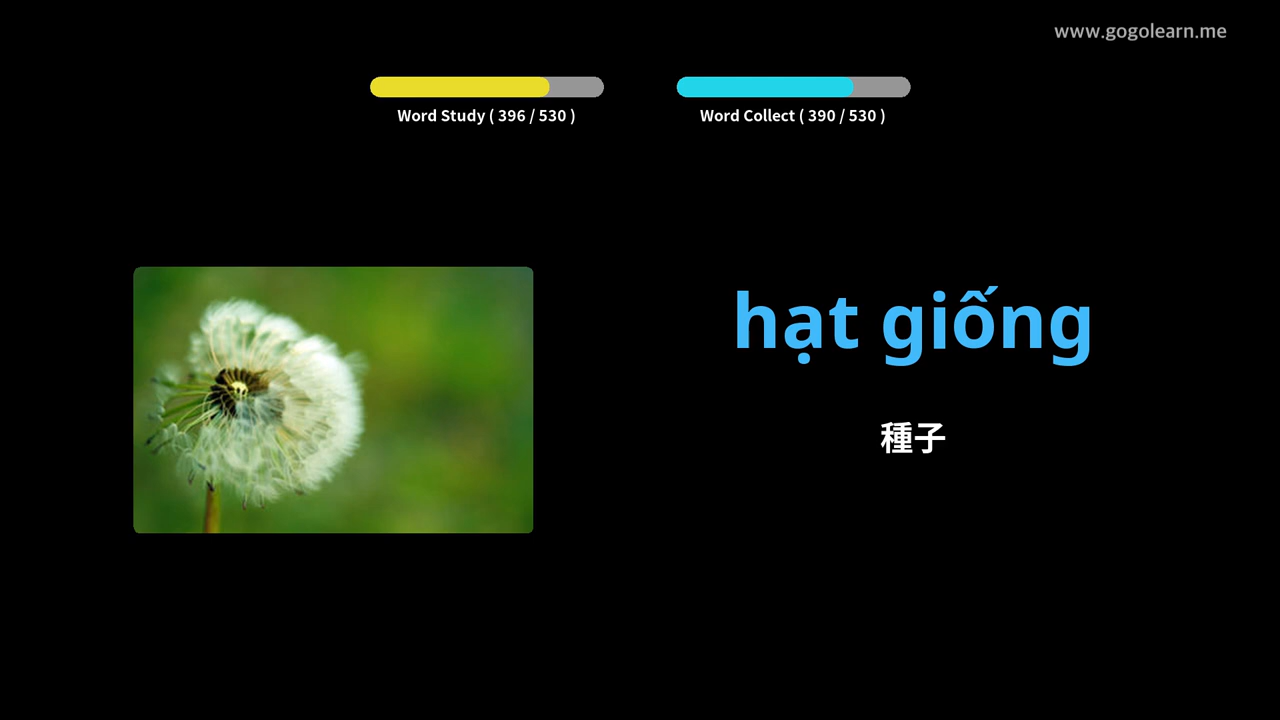 www.gogolearn.me
Word Study ( 396 / 530 )
Word Collect ( 390 / 530 )
hạt giống
種子